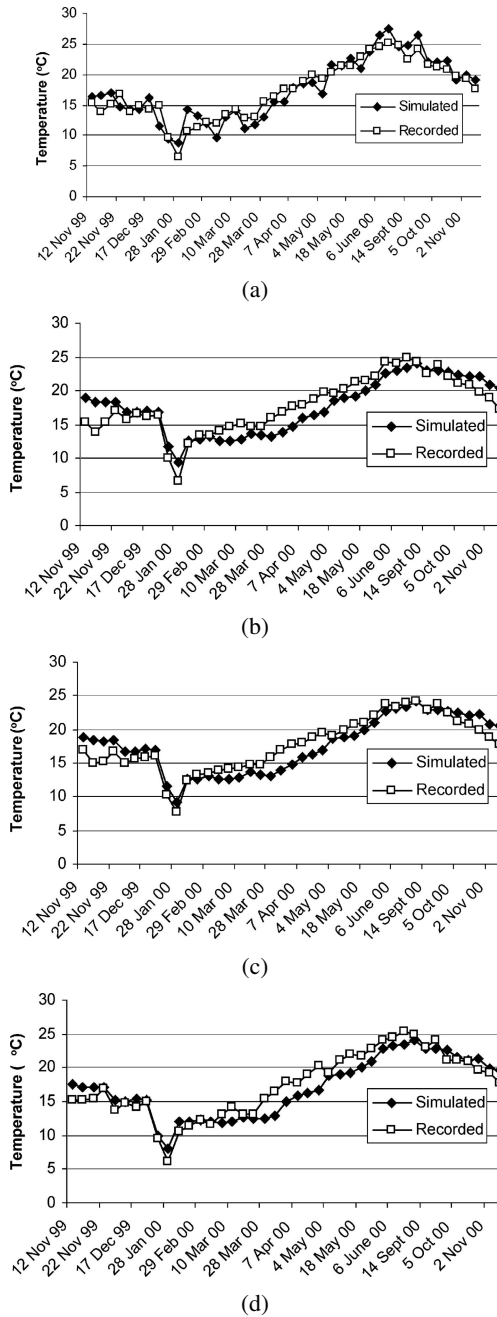 30
25
20
15
10
5
0
Temperature (ºC)
Simulated
Recorded
12 Nov 99
22 Nov 99
17 Dec 99
28 Jan 00
29 Feb 00
10 Mar 00
28 Mar 00
7 Apr 00
4 May 00
18 May 00
6 June 00
14 Sept 00
5 Oct 00
2 Nov 00
(a)
30
25
20
15
10
5
0
Temperature (ºC)
Simulated
Recorded
12 Nov 99
22 Nov 99
17 Dec 99
28 Jan 00
29 Feb 00
10 Mar 00
28 Mar 00
7 Apr 00
4 May 00
18 May 00
6 June 00
14 Sept 00
5 Oct 00
2 Nov 00
(b)
30
25
20
15
10
5
0
Temperature (ºC)
Simulated
Recorded
12 Nov 99
22 Nov 99
17 Dec 99
28 Jan 00
29 Feb 00
10 Mar 00
28 Mar 00
7 Apr 00
4 May 00
18 May 00
6 June 00
14 Sept 00
5 Oct 00
2 Nov 00
(c)
30
25
20
15
10
5
0
Temperature ( ºC)
Simulated
Recorded
12 Nov 99
22 Nov 99
17 Dec 99
28 Jan 00
29 Feb 00
10 Mar 00
28 Mar 00
7 Apr 00
4 May 00
18 May 00
6 June 00
14 Sept 00
5 Oct 00
2 Nov 00
(d)